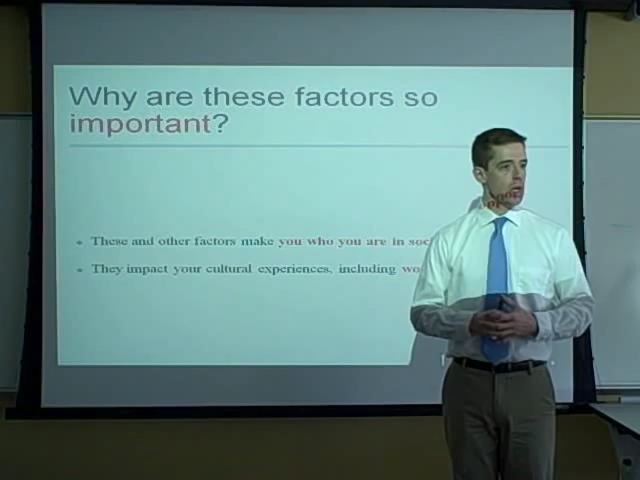 Why are these factors so
important?
These and other factors make you who you are in soc
They impact your cultural experiences, including wo